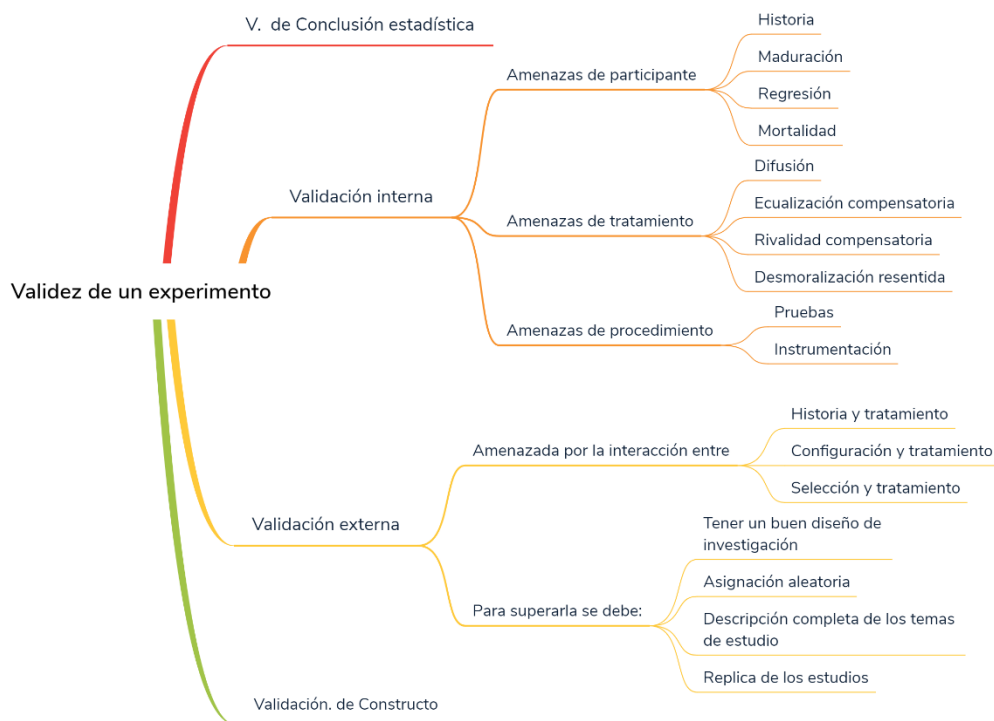 Validez de un experimento
V. de Conclusión estadística
Validación interna
Amenazas de participante
Historia
Maduración
Regresión
Mortalidad
Amenazas de tratamiento
Difusión
Ecualización compensatoria
Rivalidad compensatoria
Desmoralización resentida
Amenazas de procedimiento
Pruebas
Instrumentación
Validación externa
Amenazada por la interacción entre
Historia y tratamiento
Configuración y tratamiento
Selección y tratamiento
Para superarla se debe:
Tener un buen diseño de
investigación
Asignación aleatoria
Descripción completa de los temas
de estudio
Replica de los estudios
Validación. de Constructo